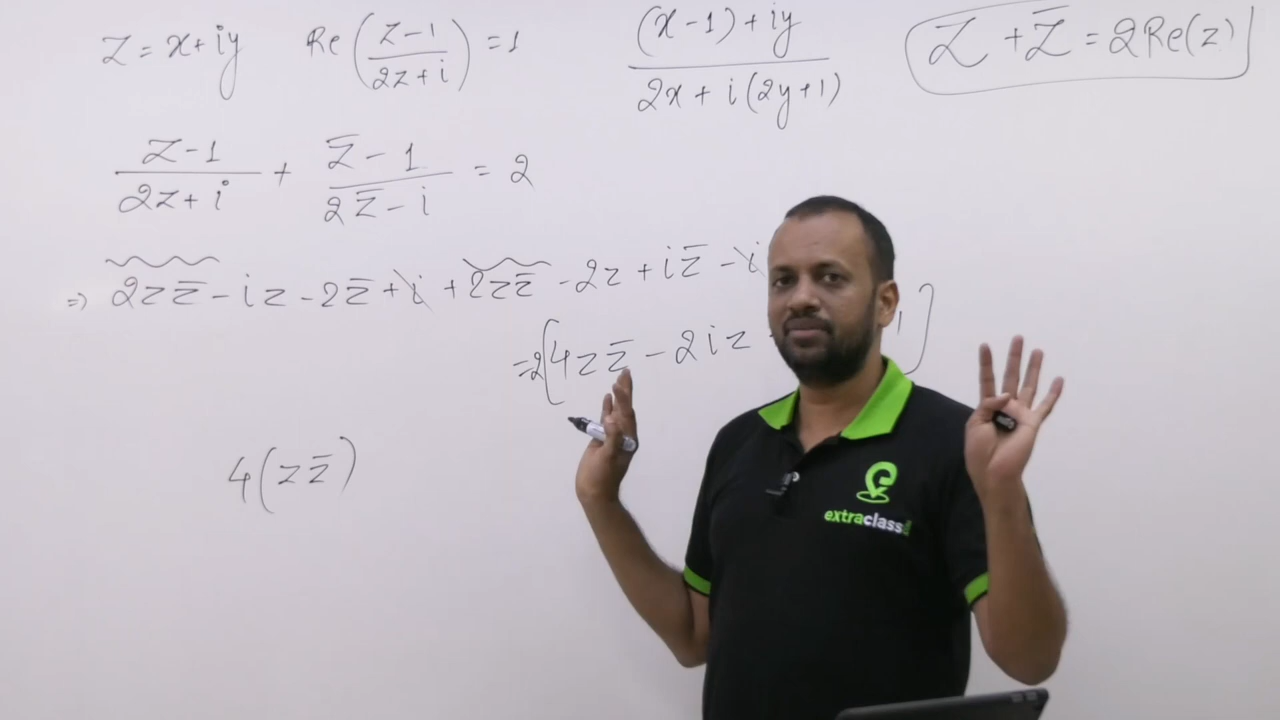 z = x + iy Re((z-1)/(2z+i)) = 1 ((x-1)+iy)/(2x+i(2y+1)) z + z̄ = 2Re(z)
(z-1)/(2z+i) + (z̄-1)/(2z̄-i) = 2
⇒ 2zz̄ - iz - 2z̄ + i + 2zz̄ - 2z + iz̄ - i
=2[4zz̄ - 2iz 1]
4(zz̄)
extraclass